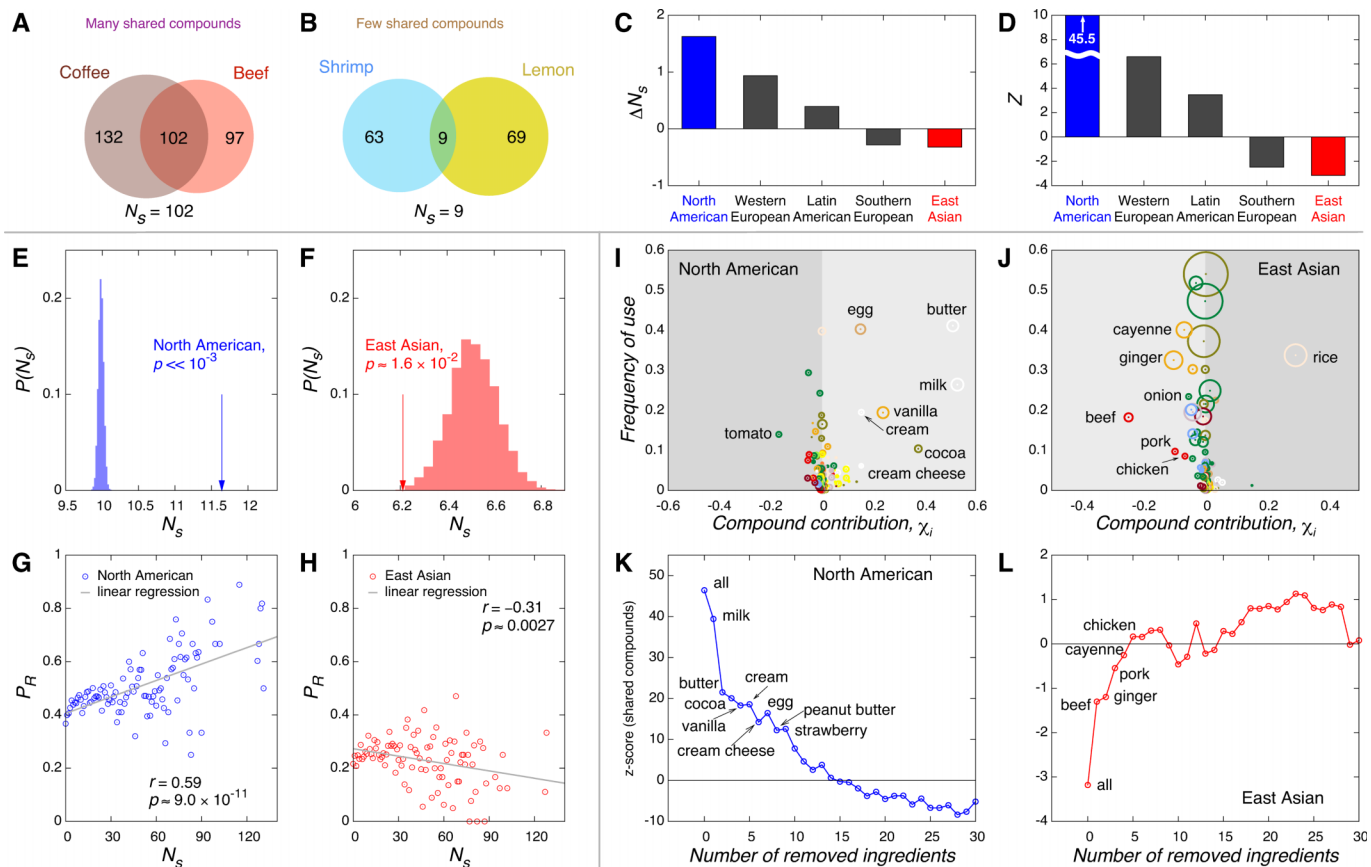 A
Many shared compounds
Coffee
Beef
132
102
97
Nₛ = 102
B
Few shared compounds
Shrimp
Lemon
63
9
69
Nₛ = 9
C
2
1
0
-1
ΔNₛ
North American
Western European
Latin American
Southern European
East Asian
D
10
45.5
8
6
4
2
0
-2
-4
Z
North American
Western European
Latin American
Southern European
East Asian
E
0.2
0.1
0
P(Nₛ)
North American,
p << 10⁻³
9.5 10 10.5 11 11.5 12
Nₛ
F
0.2
0.1
0
P(Nₛ)
East Asian,
p ≈ 1.6 × 10⁻²
6 6.2 6.4 6.6 6.8
Nₛ
G
1
0.8
0.6
0.4
0.2
0
P_R
North American
linear regression
r = 0.59
p ≈ 9.0 × 10⁻¹¹
0 30 60 90 120
Nₛ
H
1
0.8
0.6
0.4
0.2
0
P_R
East Asian
linear regression
r = −0.31
p ≈ 0.0027
0 30 60 90 120
Nₛ
I
0.6
0.5
0.4
0.3
0.2
0.1
0
Frequency of use
North American
egg
butter
milk
vanilla
cream
tomato
cocoa
cream cheese
-0.6 -0.4 -0.2 0 0.2 0.4 0.6
Compound contribution, χᵢ
J
0.6
0.5
0.4
0.3
0.2
0.1
0
East Asian
cayenne
ginger
rice
onion
beef
pork
chicken
-0.4 -0.2 0 0.2 0.4
Compound contribution, χᵢ
K
50
40
30
20
10
0
-10
z-score (shared compounds)
North American
all
milk
butter
cream
cocoa
egg
vanilla
peanut butter
cream cheese
strawberry
0 5 10 15 20 25 30
Number of removed ingredients
L
2
1
0
-1
-2
-3
-4
chicken
cayenne
pork
beef
ginger
all
East Asian
0 5 10 15 20 25 30
Number of removed ingredients